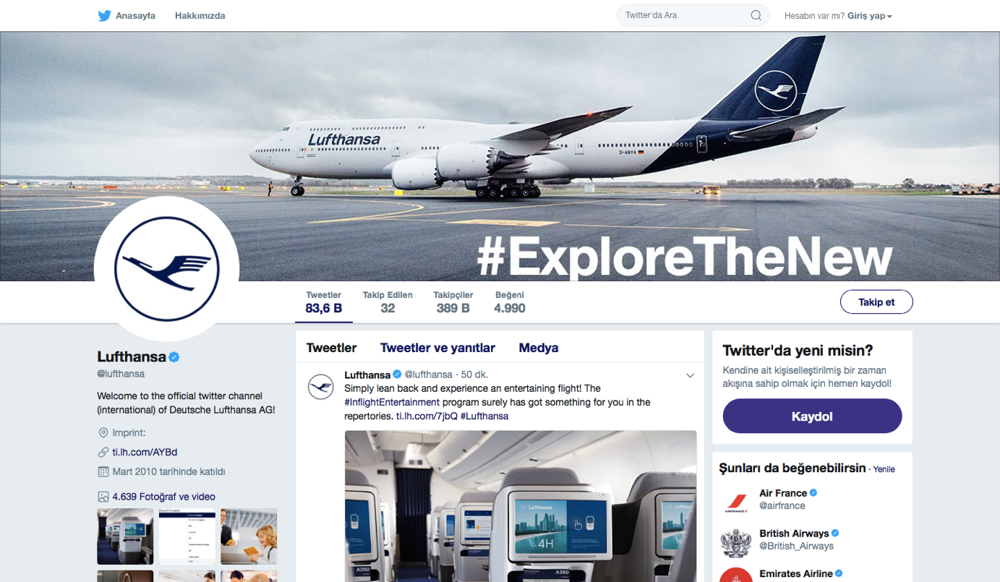 Anasayfa
Hakkımızda
Twitter'da Ara
Hesabın var mı? Giriş yap
Lufthansa
D-ABYA
#ExploreTheNew
Tweetler
83,6 B
Takip Edilen
32
Takipçiler
389 B
Beğeni
4.990
Takip et
Lufthansa
@lufthansa
Welcome to the official twitter channel
(international) of Deutsche Lufthansa AG!
Imprint:
ti.lh.com/AYBd
Mart 2010 tarihinde katıldı
4.639 Fotoğraf ve video
Tweetler
Tweetler ve yanıtlar
Medya
Lufthansa @lufthansa · 50 dk.
Simply lean back and experience an entertaining flight! The
#InflightEntertainment program surely has got something for you in the
repertories. ti.lh.com/7jbQ #Lufthansa
Lufthansa
4H
A350
A350
Twitter'da yeni misin?
Kendine ait kişiselleştirilmiş bir zaman
akışına sahip olmak için hemen kaydol!
Kaydol
Şunları da beğenebilirsin · Yenile
AIRFRANCE
Air France
@airfrance
British Airways
@British_Airways
Emirates Airline